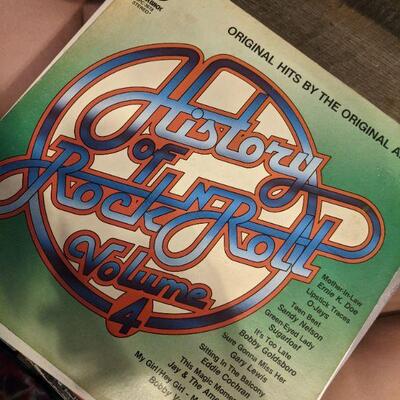 STEREO
ORIGINAL HITS BY THE ORIGINAL
History
OF
Rock N Roll
Volume
4
Mother-In-Law
Ernie K. Doe
Lipstick Traces
O-Jays
Teen Beat
Sandy Nelson
Green-Eyed Lady
Sugarloaf
It's Too Late
Bobby Goldsboro
Sure Gonna Miss Her
Gary Lewis
Sitting In The Balcony
Eddie Cochran
This Magic Moment
Jay & The
My Girl/Hey Girl -
Bobby